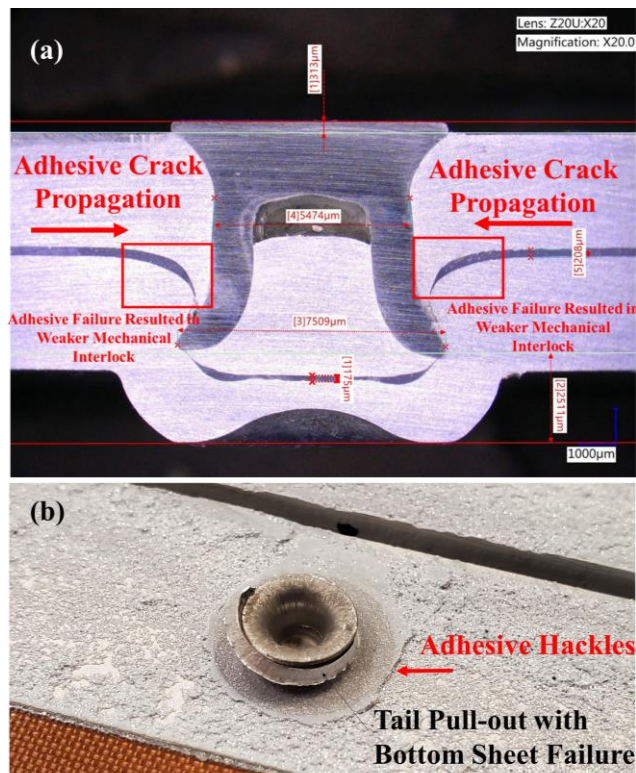 Lens: Z20U:X20
Magnification: X20.0
(a)
[1]313µm
Adhesive Crack
Propagation
Adhesive Crack
Propagation
[4]5474µm
[5]208µm
Adhesive Failure Resulted in
Weaker Mechanical
Interlock
[3]7509µm
Adhesive Failure Resulted in
Weaker Mechanical
Interlock
[1]175µm
[2]2511µm
1000µm
(b)
Adhesive Hackles
Tail Pull-out with
Bottom Sheet Failure